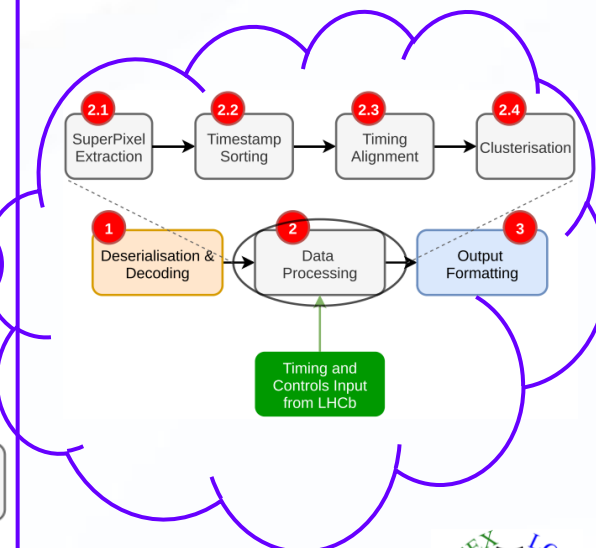 2.1
2.2
2.3
2.4
SuperPixel
Extraction
Timestamp
Sorting
Timing
Alignment
Clusterisation
1
2
3
Deserialisation &
Decoding
Data
Processing
Output
Formatting
Timing and
Controls Input
from LHCb